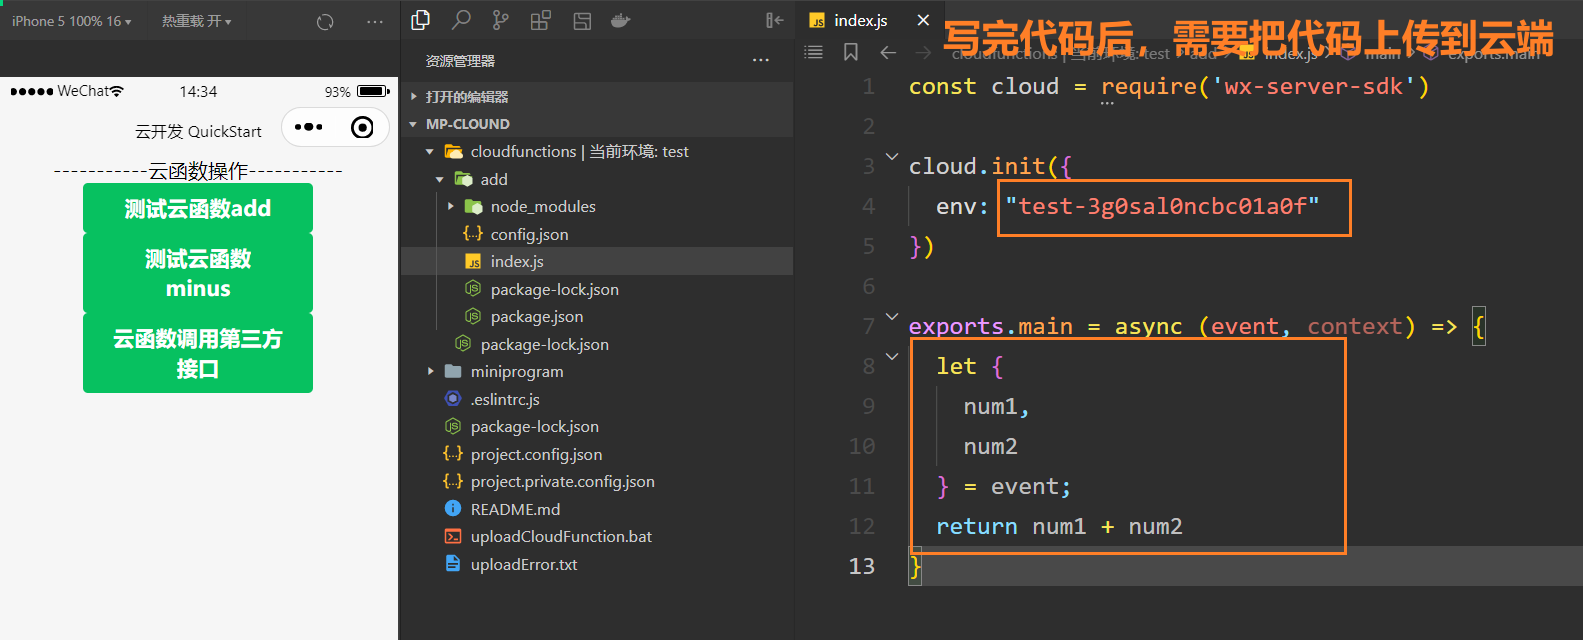 iPhone 5 100% 16
热重载 开
WeChat
14:34
93%
云开发 QuickStart
-----------云函数操作-----------
测试云函数add
测试云函数
minus
云函数调用第三方
接口
资源管理器
打开的编辑器
MP-CLOUND
cloudfunctions | 当前环境: test
add
node_modules
config.json
index.js
package-lock.json
package.json
package-lock.json
miniprogram
.eslintrc.js
package-lock.json
project.config.json
project.private.config.json
README.md
uploadCloudFunction.bat
uploadError.txt
index.js
写完代码后，需要把代码上传到云端
cloudfunctions | 当前环境: test › add › index.js › main › exports.main
1 const cloud = require('wx-server-sdk')
2
3 cloud.init({
4 env: "test-3g0sal0ncbc01a0f"
5 })
6
7 exports.main = async (event, context) => {
8 let {
9 num1,
10 num2
11 } = event;
12 return num1 + num2
13 }